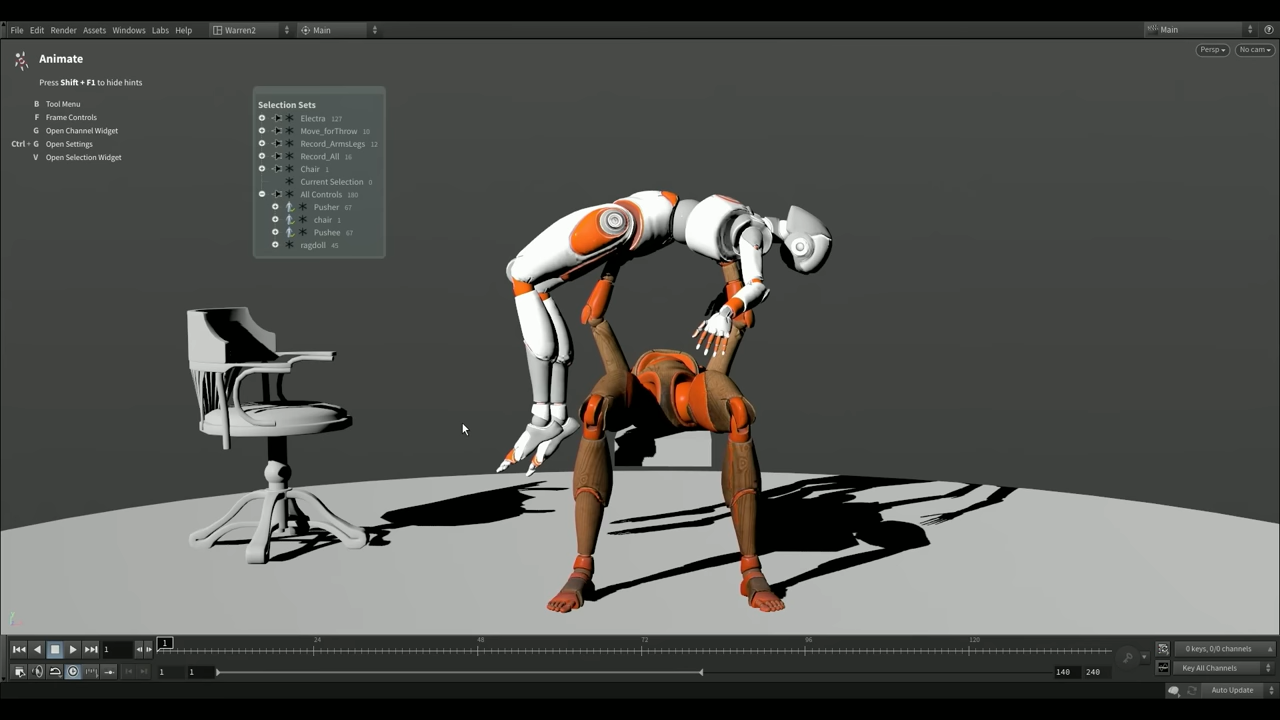 File Edit Render Assets Windows Labs Help Warren2 Main Main
Animate
Persp No cam
Press Shift + F1 to hide hints
B Tool Menu
F Frame Controls
G Open Channel Widget
Ctrl + G Open Settings
V Open Selection Widget
Selection Sets
Electra 127
Move_forThrow 10
Record_ArmsLegs 12
Record_All 16
Chair 1
Current Selection 0
All Controls 180
Pusher 67
chair 1
Pushee 67
ragdoll 45
1 1 24 48 72 96 120 0 keys, 0/0 channels
1 1 140 240 Key All Channels
Auto Update